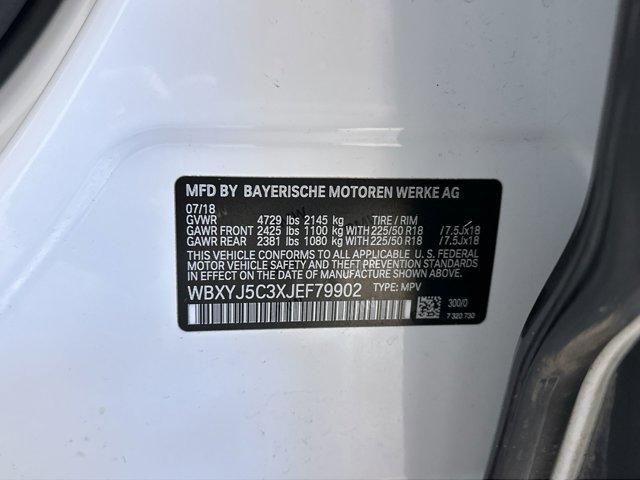 MFD BY BAYERISCHE MOTOREN WERKE AG
07/18
GVWR 4729 lbs 2145 kg TIRE / RIM
GAWR FRONT 2425 lbs 1100 kg WITH 225/50 R18 /7.5Jx18
GAWR REAR 2381 lbs 1080 kg WITH 225/50 R18 /7.5Jx18
THIS VEHICLE CONFORMS TO ALL APPLICABLE U. S. FEDERAL
MOTOR VEHICLE SAFETY AND THEFT PREVENTION STANDARDS
IN EFFECT ON THE DATE OF MANUFACTURE SHOWN ABOVE.
WBXYJ5C3XJEF79902 TYPE: MPV
300/0
7 320 730